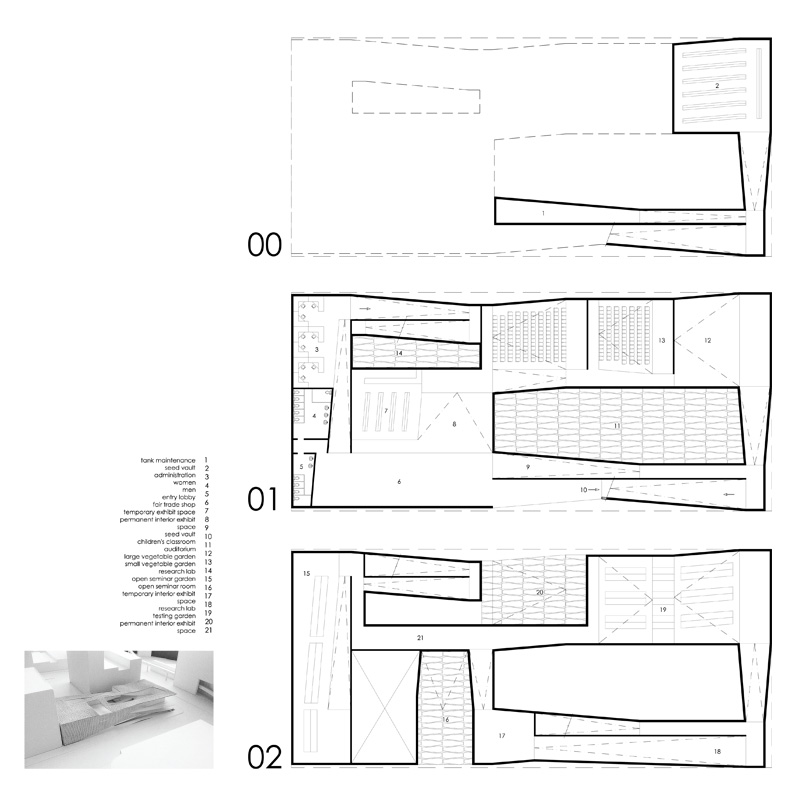 2
1
00
3
14
13
12
4
7
8
11
5
6
9
10
01
tank maintenance
seed vault
administration
women
men
entry lobby
fair trade shop
temporary exhibit space
permanent interior exhibit
space
seed vault
children's classroom
auditorium
large vegetable garden
small vegetable garden
research lab
open seminar garden
open seminar room
temporary interior exhibit
space
research lab
testing garden
permanent interior exhibit
space
1
2
3
4
5
6
7
8
9
10
11
12
13
14
15
16
17
18
19
20
21
15
20
19
21
16
17
18
02